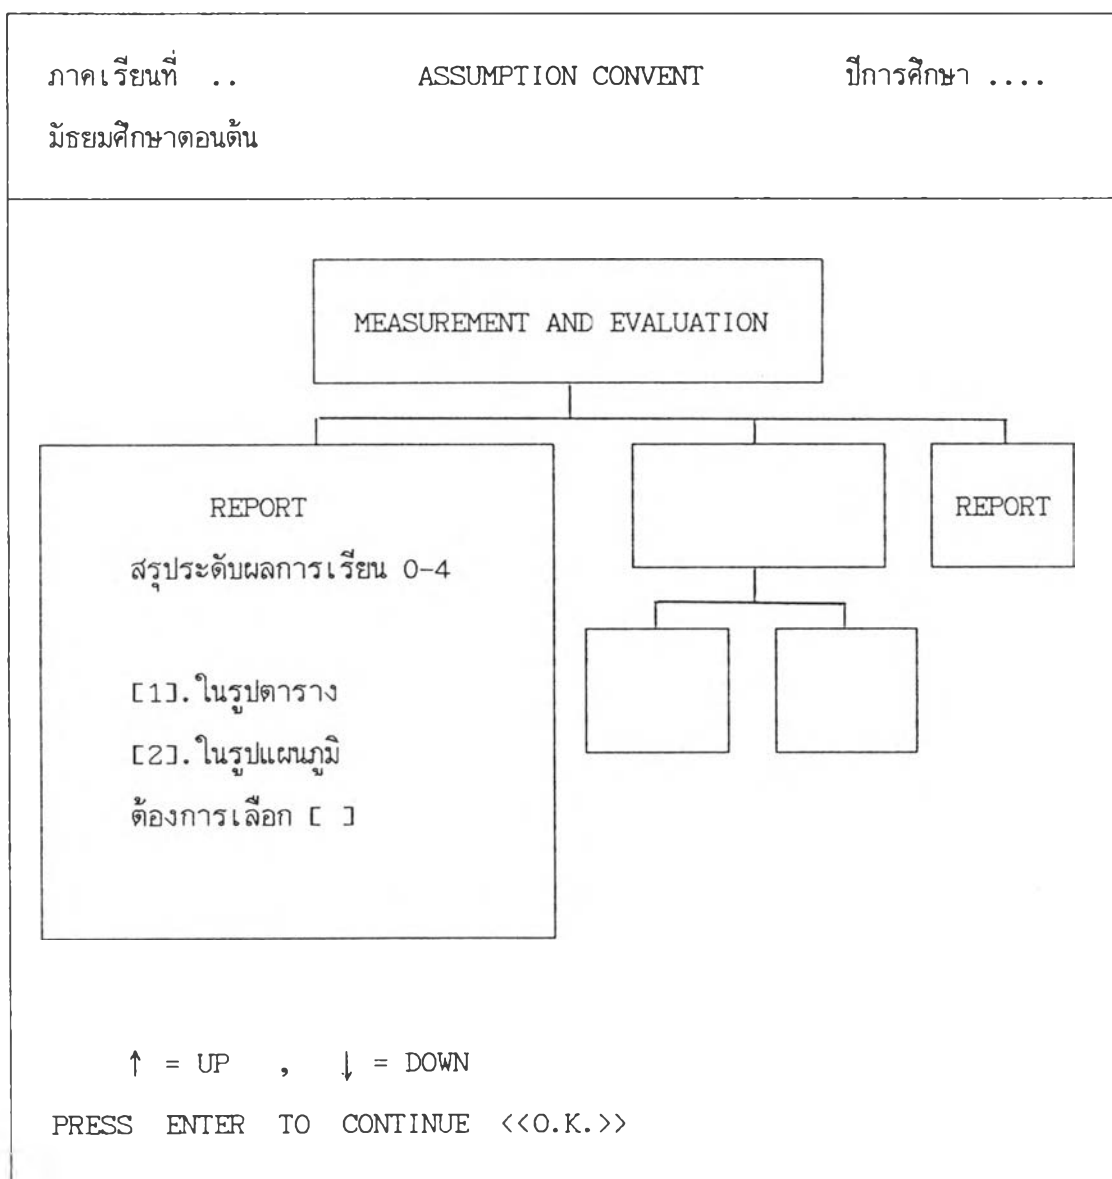 ภาคเรียนที่ .. ASSUMPTION CONVENT ปีการศึกษา ....
มัธยมศึกษาตอนต้น
MEASUREMENT AND EVALUATION
REPORT
สรุประดับผลการเรียน 0-4
[1].ในรูปตาราง
[2].ในรูปแผนภูมิ
ต้องการเลือก [ ]
REPORT
↑ = UP , ↓ = DOWN
PRESS ENTER TO CONTINUE <<O.K.>>